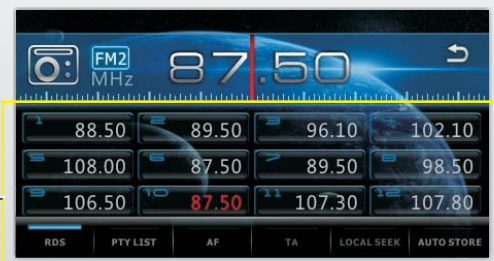 FM2 87.50
MHz
1 88.50 2 89.50 3 96.10 4 102.10
5 108.00 6 87.50 7 89.50 8 98.50
9 106.50 10 87.50 11 107.30 12 107.80
RDS PTY LIST AF TA LOCAL SEEK AUTO STORE